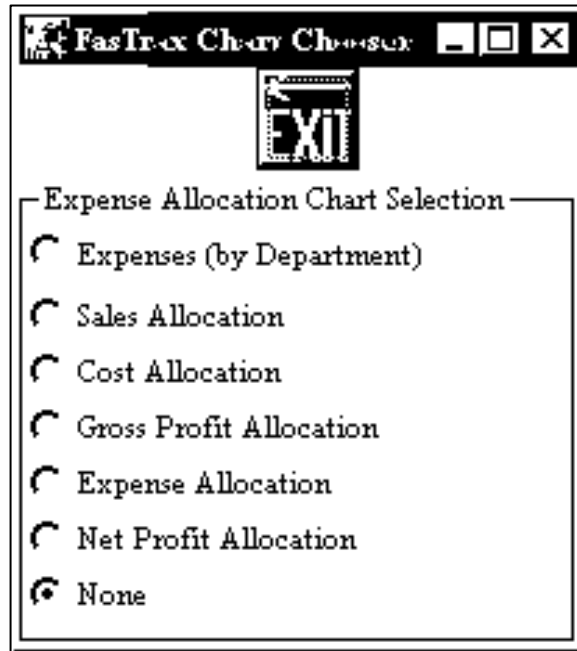 FasTrax Chart Chooser
EXIT
Expense Allocation Chart Selection
Expenses (by Department)
Sales Allocation
Cost Allocation
Gross Profit Allocation
Expense Allocation
Net Profit Allocation
None